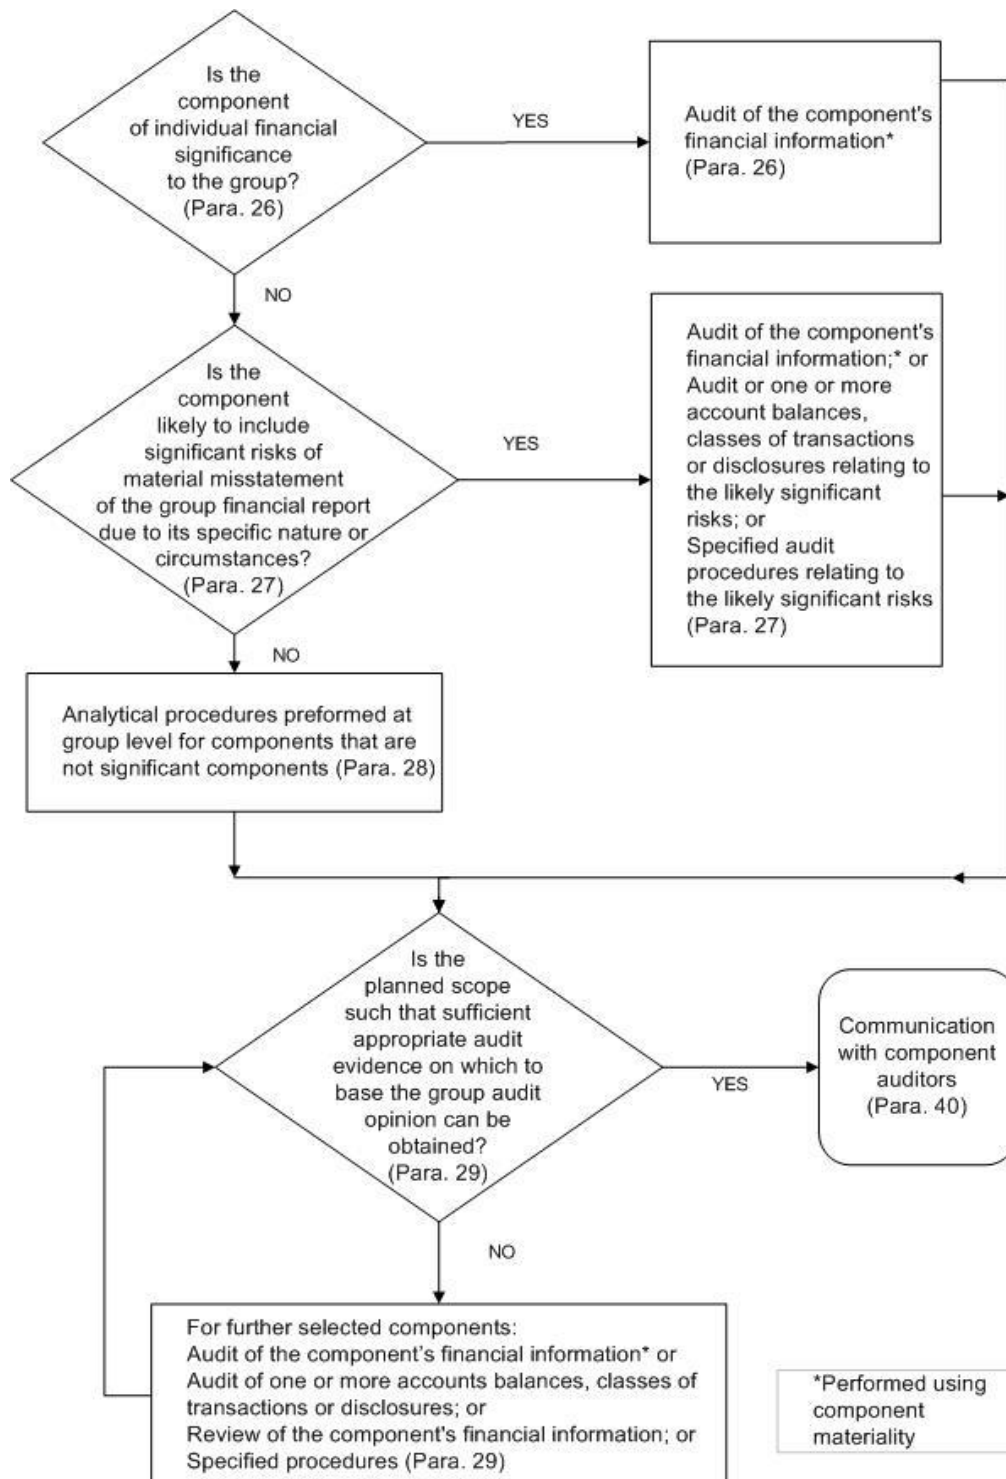 Is the
component
of individual financial
significance
to the group?
(Para. 26)
YES
Audit of the component's
financial information*
(Para. 26)
NO
Is the
component
likely to include
significant risks of
material misstatement
of the group financial report
due to its specific nature or
circumstances?
(Para. 27)
YES
Audit of the component's
financial information;* or
Audit or one or more
account balances,
classes of transactions
or disclosures relating to
the likely significant
risks; or
Specified audit
procedures relating to
the likely significant risks
(Para. 27)
NO
Analytical procedures preformed at
group level for components that are
not significant components (Para. 28)
Is the
planned scope
such that sufficient
appropriate audit
evidence on which to
base the group audit
opinion can be
obtained?
(Para. 29)
YES
Communication
with component
auditors
(Para. 40)
NO
For further selected components:
Audit of the component’s financial information* or
Audit of one or more accounts balances, classes of
transactions or disclosures; or
Review of the component's financial information; or
Specified procedures (Para. 29)
*Performed using
component
materiality